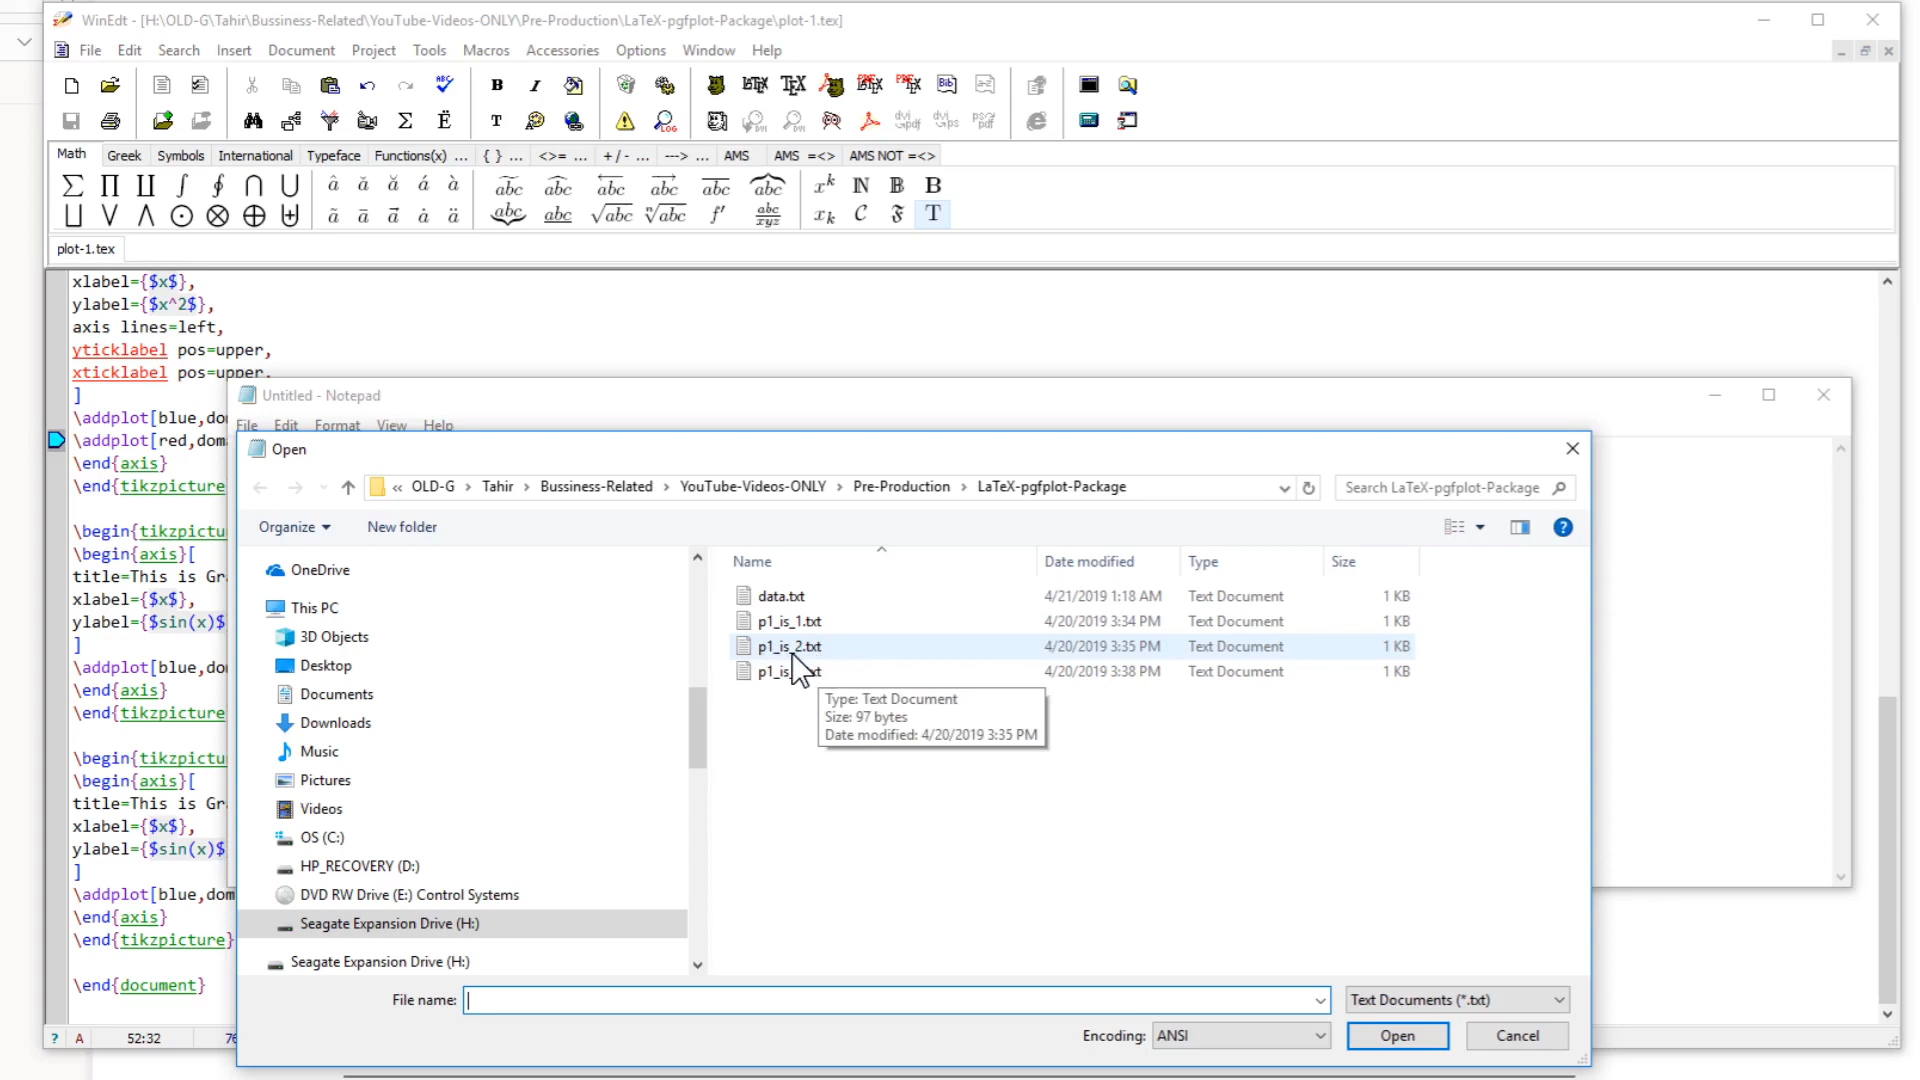 WinEdt - [H:\OLD-G\Tahir\Bussiness-Related\YouTube-Videos-ONLY\Pre-Production\LaTeX-pgfplot-Package\plot-1.tex]
File Edit Search Insert Document Project Tools Macros Accessories Options Window Help
Math Greek Symbols International Typeface Functions(x) ... { } ... <>= ... + / - ... ---> ... AMS AMS =<> AMS NOT =<>
plot-1.tex
xlabel={$x$},
ylabel={$x^2$},
axis lines=left,
yticklabel pos=upper,
xticklabel pos=upper,
]
\addplot[blue,dom
\addplot[red,doma
\end{axis}
\end{tikzpicture
\begin{tikzpictu
\begin{axis}[
title=This is Gr
xlabel={$x$},
ylabel={$sin(x)$
]
\addplot[blue,dom
\end{axis}
\end{tikzpicture
\begin{tikzpictu
\begin{axis}[
title=This is Gr
xlabel={$x$},
ylabel={$sin(x)$
]
\addplot[blue,dom
\end{axis}
\end{tikzpicture}
\end{document}
? A 52:32 76
Untitled - Notepad
File Edit Format View Help
Open
« OLD-G › Tahir › Bussiness-Related › YouTube-Videos-ONLY › Pre-Production › LaTeX-pgfplot-Package
Search LaTeX-pgfplot-Package
Organize New folder
OneDrive
This PC
3D Objects
Desktop
Documents
Downloads
Music
Pictures
Videos
OS (C:)
HP_RECOVERY (D:)
DVD RW Drive (E:) Control Systems
Seagate Expansion Drive (H:)
Seagate Expansion Drive (H:)
Name Date modified Type Size
data.txt 4/21/2019 1:18 AM Text Document 1 KB
p1_is_1.txt 4/20/2019 3:34 PM Text Document 1 KB
p1_is_2.txt 4/20/2019 3:35 PM Text Document 1 KB
4/20/2019 3:38 PM Text Document 1 KB
Type: Text Document
Size: 97 bytes
Date modified: 4/20/2019 3:35 PM
File name: Text Documents (*.txt)
Encoding: ANSI Open Cancel